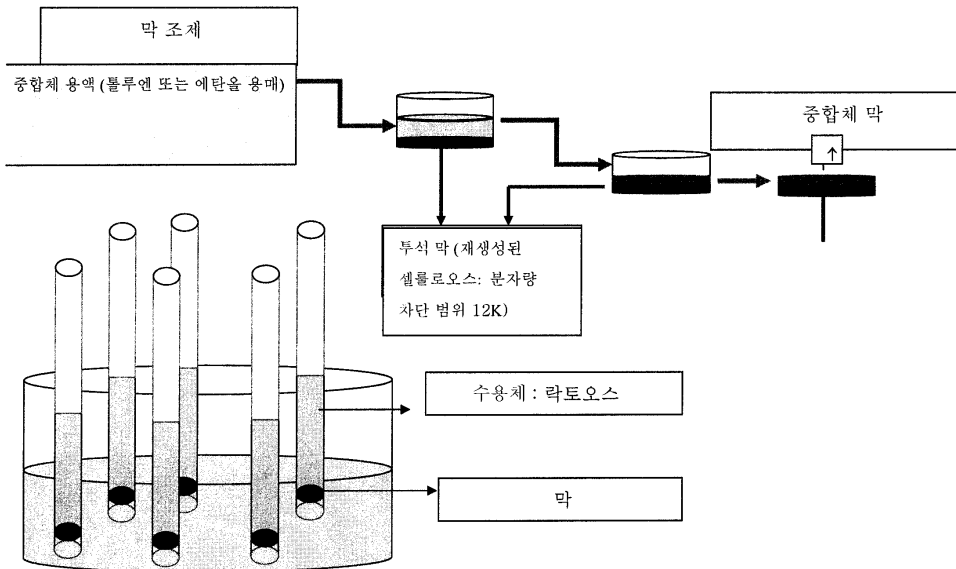 막 조제
중합체 용액 (톨루엔 또는 에탄올 용매)
중합체 막
↑
투석 막 (재생성된
셀룰로오스: 분자량
차단 범위 12K)
수용체 : 락토오스
막